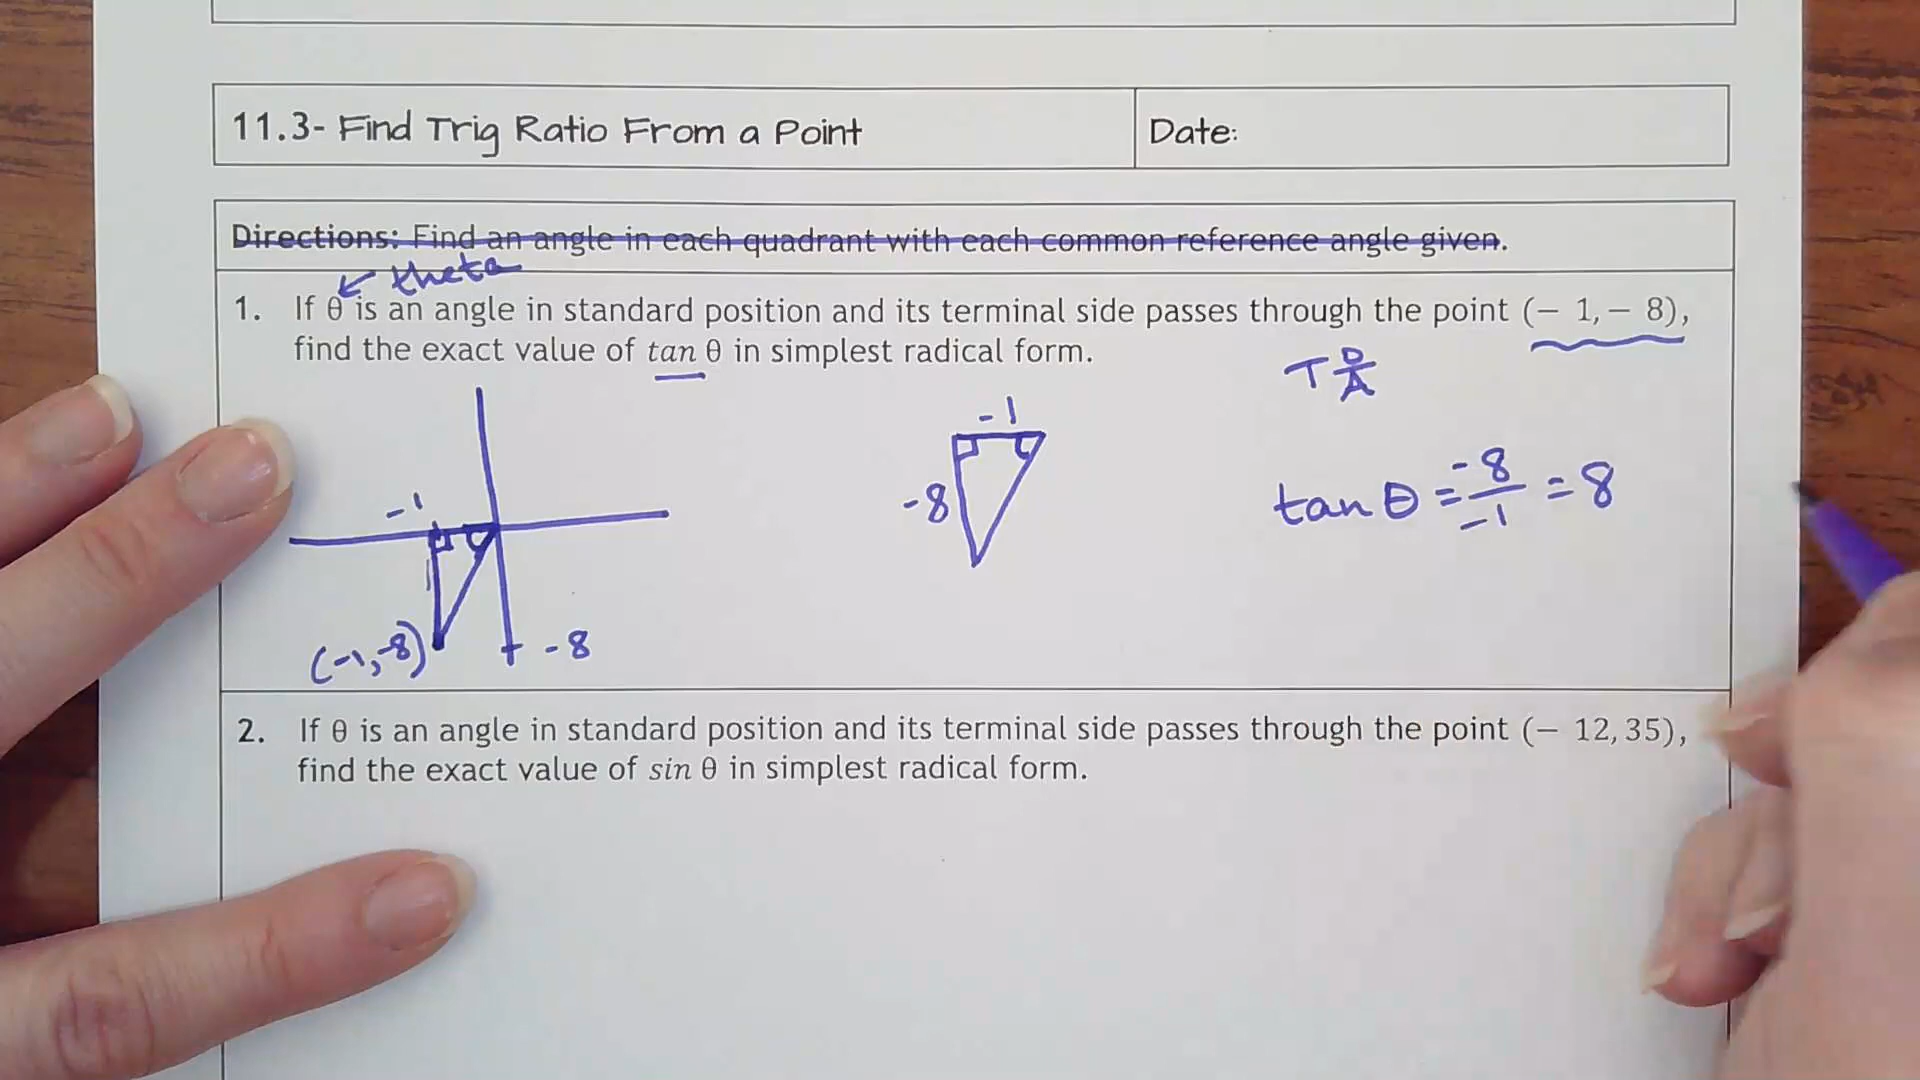 11.3- Find Trig Ratio From a Point
Date:
Directions: Find an angle in each quadrant with each common reference angle given.
theta
1. If θ is an angle in standard position and its terminal side passes through the point (− 1, − 8),
find the exact value of tan θ in simplest radical form.
T O/A
-1
-8
tan θ = -8/-1 = 8
-1
(-1,-8)
-8
2. If θ is an angle in standard position and its terminal side passes through the point (− 12, 35),
find the exact value of sin θ in simplest radical form.